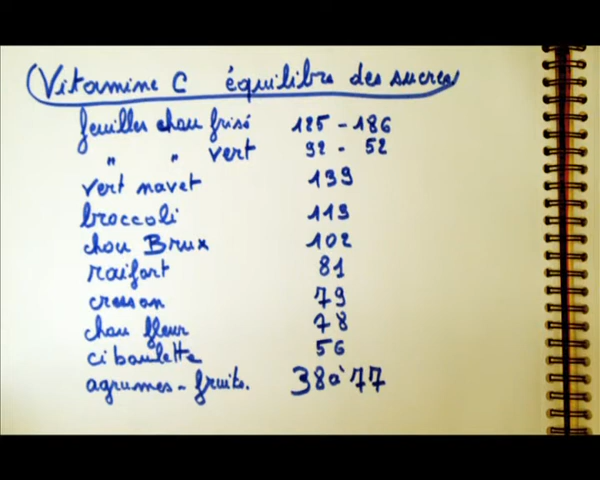 Vitamine C équilibre des sucres
feuilles chou frisé 125 - 186
" " vert 92 - 52
vert navet 139
broccoli 113
chou Brux 102
raifort 81
cresson 79
chou fleur 78
ciboulette 56
agrumes - fruits. 38 à 77